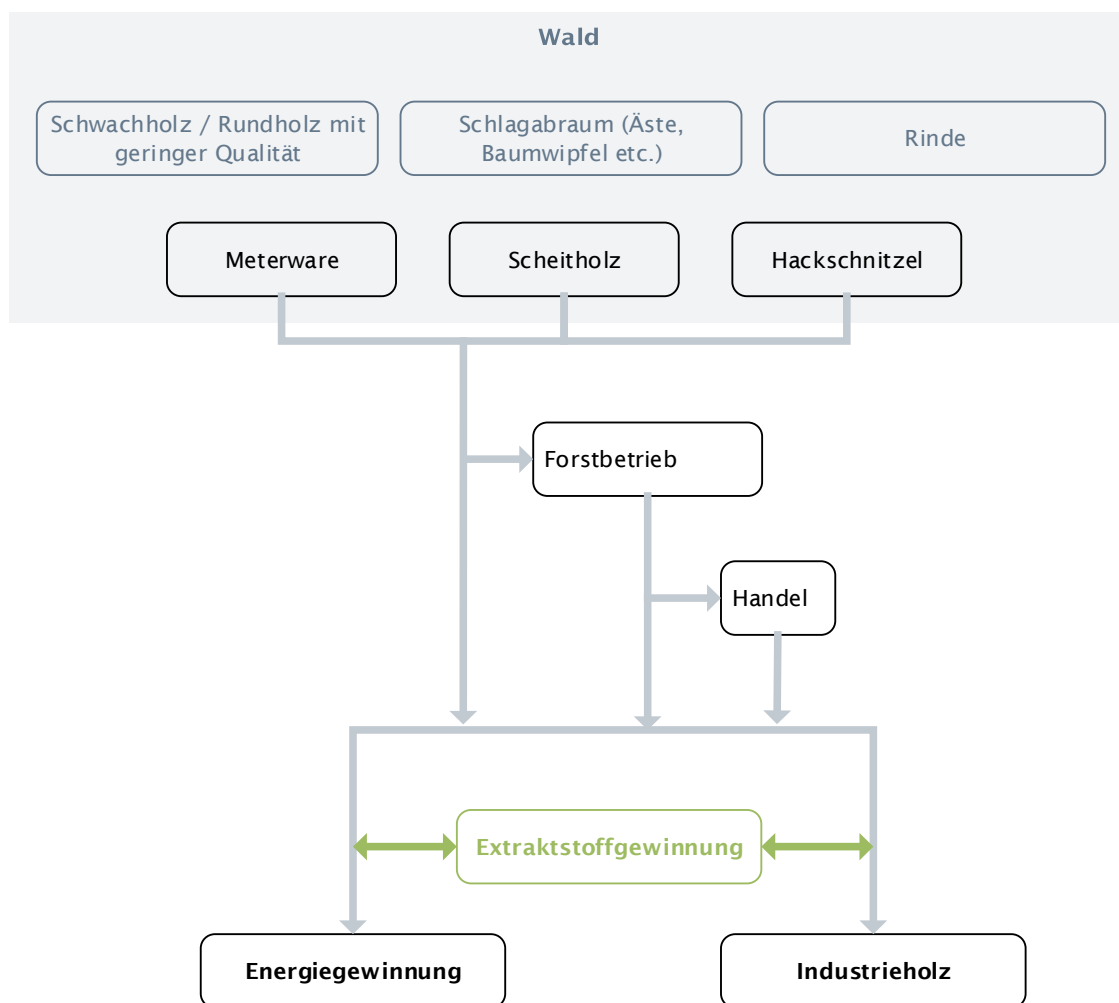 Wald
Schwachholz / Rundholz mit
geringer Qualität
Schlagabraum (Äste,
Baumwipfel etc.)
Rinde
Meterware
Scheitholz
Hackschnitzel
Forstbetrieb
Handel
Extraktstoffgewinnung
Energiegewinnung
Industrieholz